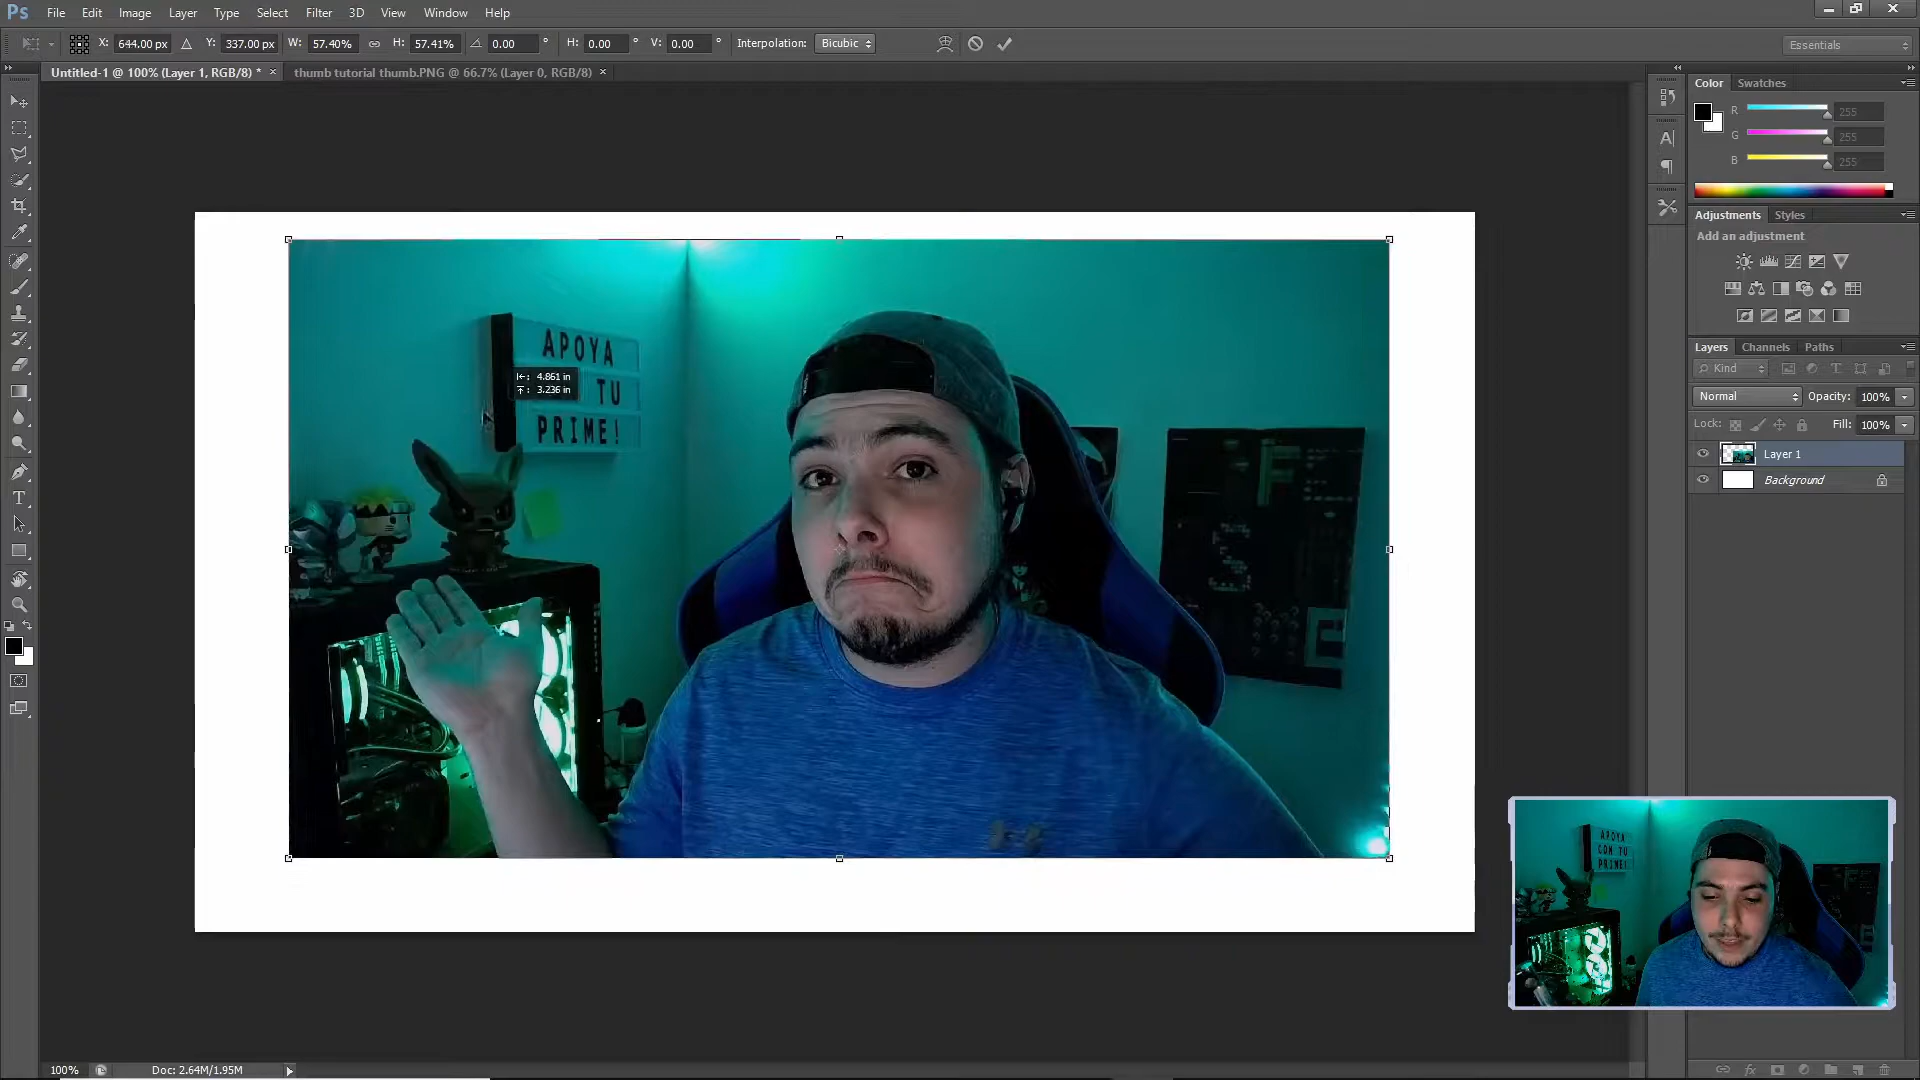 Ps File Edit Image Layer Type Select Filter 3D View Window Help
X: 644.00 px Y: 337.00 px W: 57.40% H: 57.41% 0.00 ° H: 0.00 ° V: 0.00 ° Interpolation: Bicubic Essentials
Untitled-1 @ 100% (Layer 1, RGB/8) * × thumb tutorial thumb.PNG @ 66.7% (Layer 0, RGB/8) ×
Color Swatches
R 255
G 255
B 255
Adjustments Styles
Add an adjustment
Layers Channels Paths
Kind
Normal Opacity: 100%
Lock: Fill: 100%
Layer 1
Background
APOYA
TU
PRIME!
4.861 in
3.236 in
APOYA
CON TU
PRIME!
100% Doc: 2.64M/1.95M